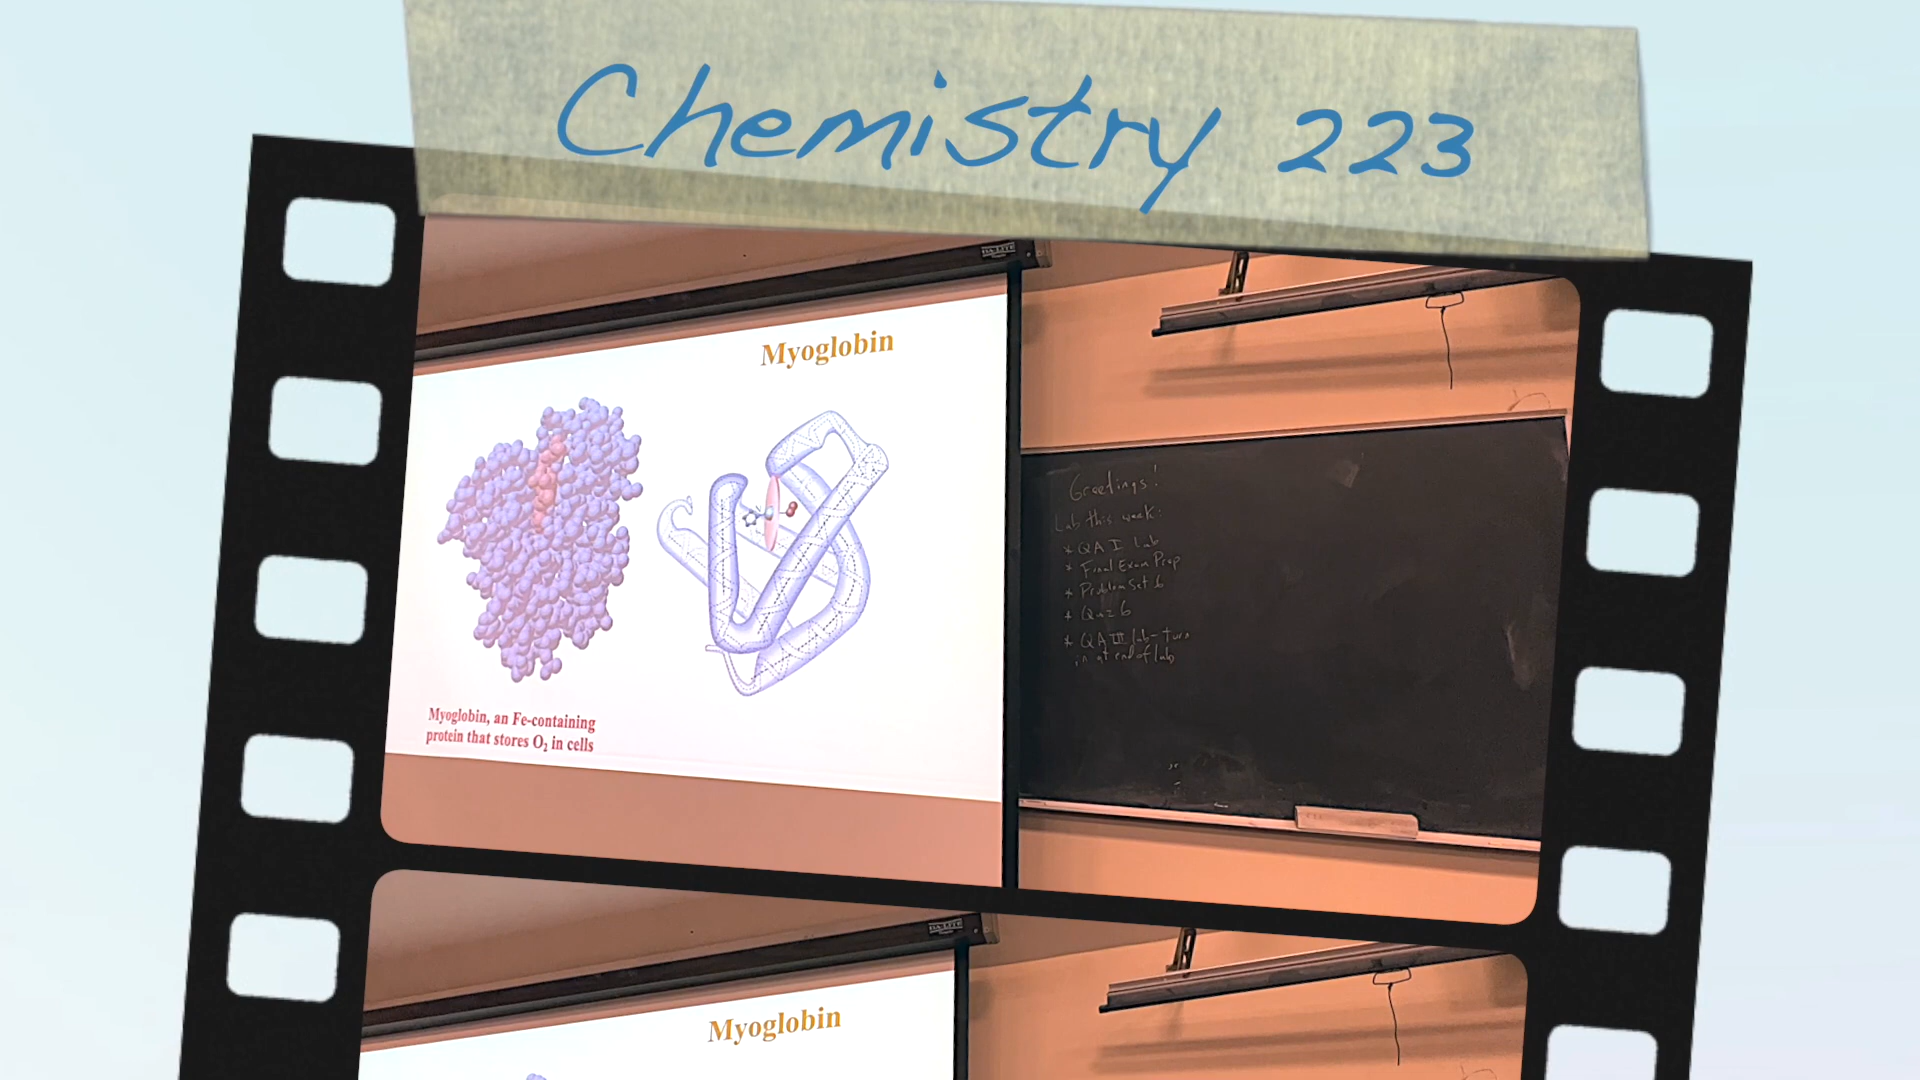 Chemistry 223
Myoglobin
Myoglobin, an Fe-containing
protein that stores O₂ in cells
Greetings!
Lab this week:
* QA I lab
* Final Exam Prep
* Problem Set 6
* Quiz 6
* QA III lab - turn
in at end of lab
Myoglobin